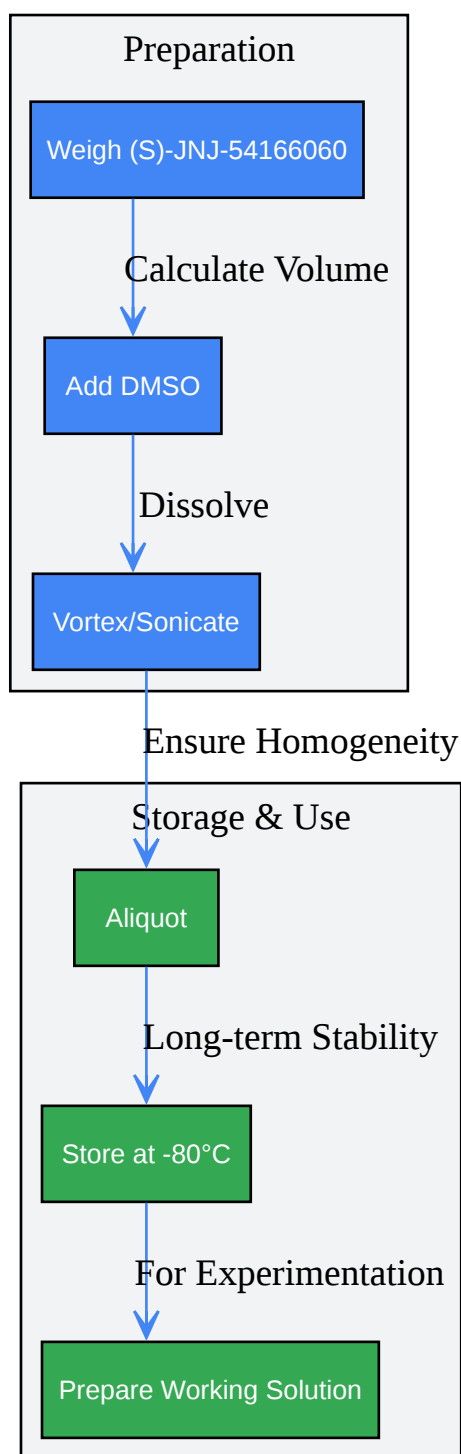 Preparation
Weigh (S)-JNJ-54166060
Calculate Volume
Add DMSO
Dissolve
Vortex/Sonicate
Ensure Homogeneity
Storage & Use
Aliquot
Long-term Stability
Store at -80°C
For Experimentation
Prepare Working Solution